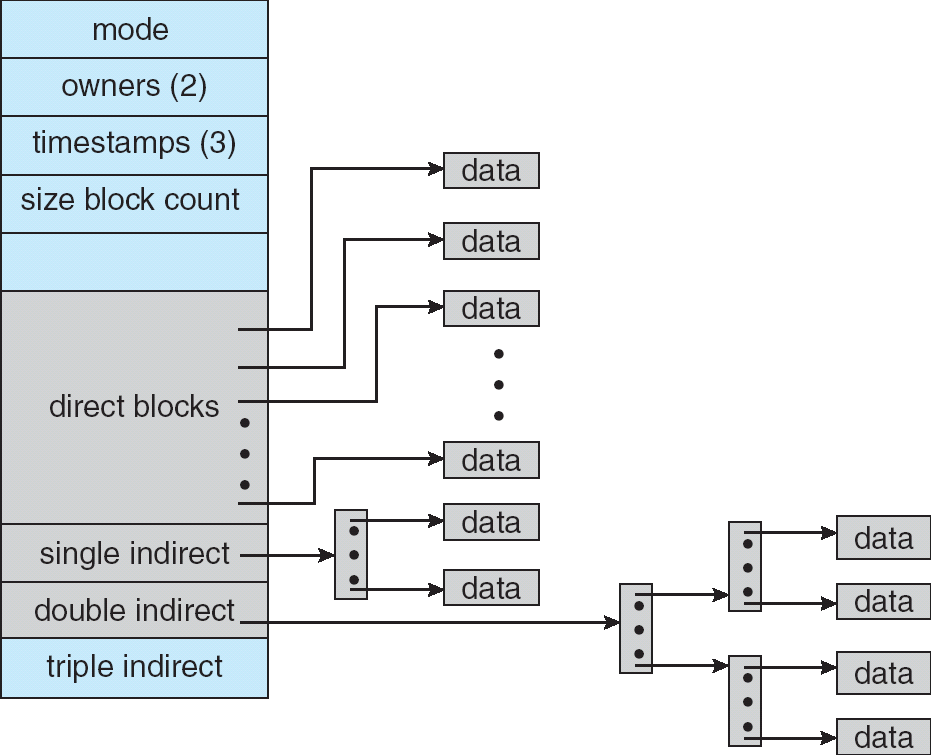 mode
owners (2)
timestamps (3)
size block count
data
data
data
direct blocks
data
data
single indirect
data
data
data
double indirect
triple indirect
data
data